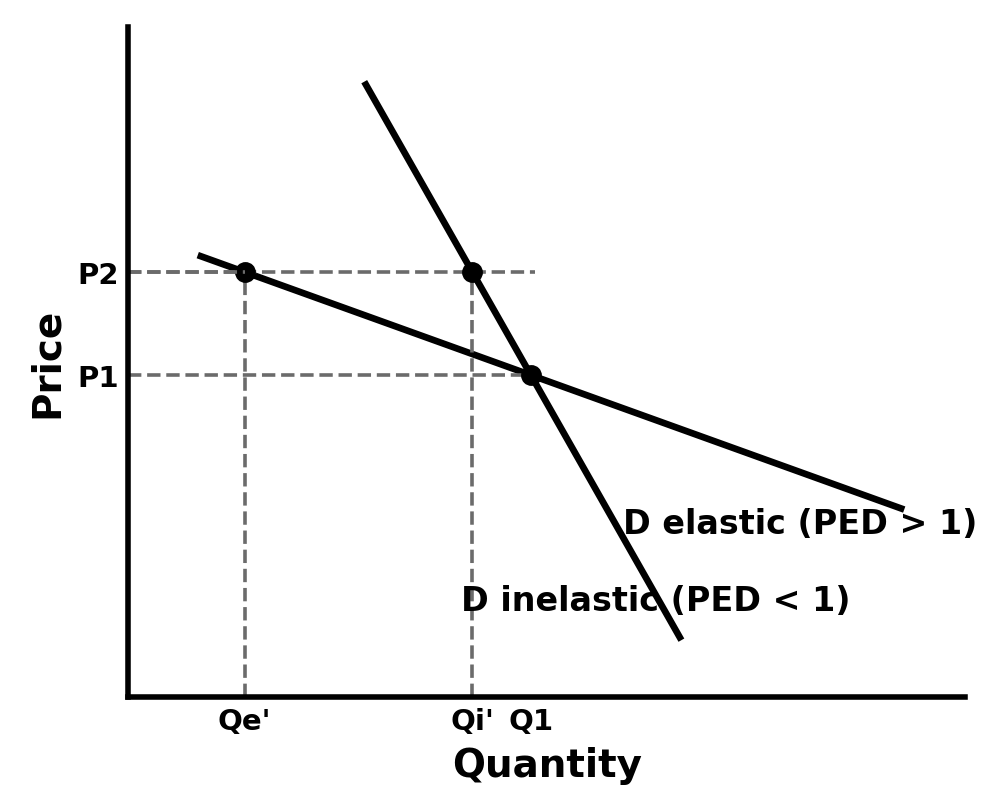 P2
P1
Price
D elastic (PED > 1)
D inelastic (PED < 1)
Qe' Qi' Q1
Quantity